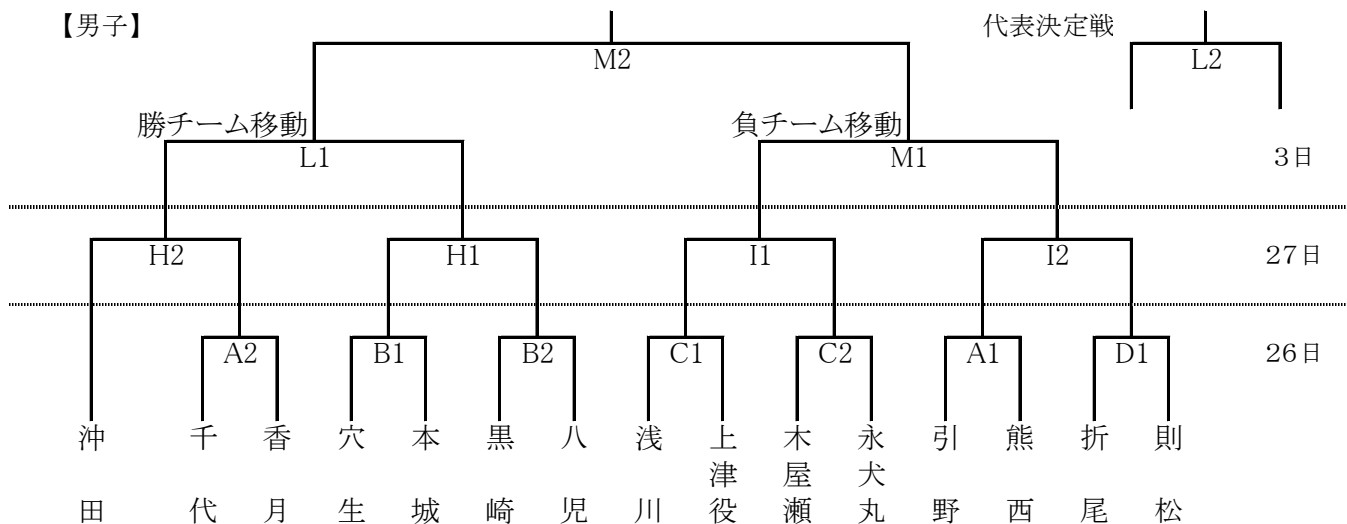 【男子】
代表決定戦
M2
L2
勝チーム移動
負チーム移動
L1
M1
3日
H2
H1
I1
I2
27日
A2
B1
B2
C1
C2
A1
D1
26日
沖田
千代
香月
穴生
本城
黒崎
八児
浅川
上津役
木屋瀬
永犬丸
引野
熊西
折尾
則松